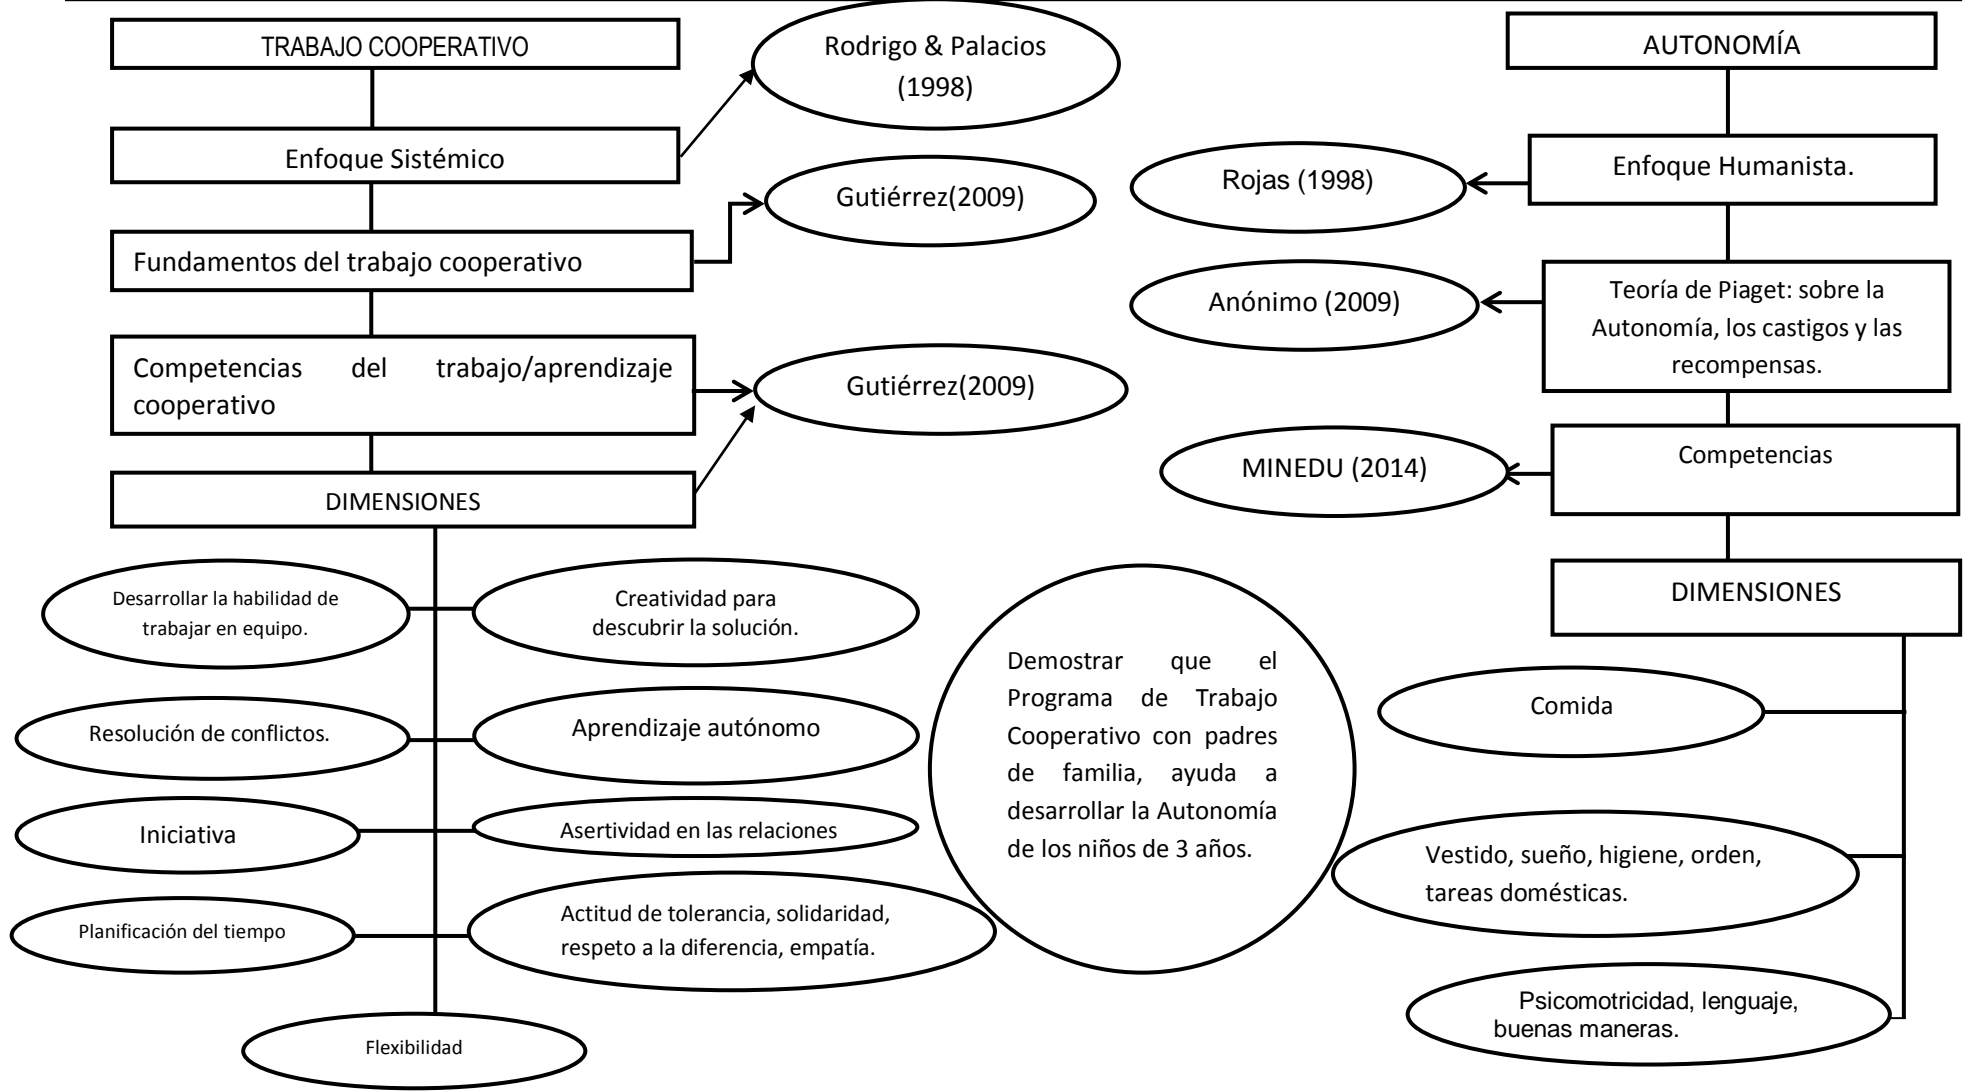 TRABAJO COOPERATIVO
Enfoque Sistémico
Rodrigo & Palacios
(1998)
Fundamentos del trabajo cooperativo
Gutiérrez(2009)
Competencias del trabajo/aprendizaje
cooperativo
Gutiérrez(2009)
DIMENSIONES
Desarrollar la habilidad de
trabajar en equipo.
Creatividad para
descubrir la solución.
Resolución de conflictos.
Aprendizaje autónomo
Iniciativa
Asertividad en las relaciones
Planificación del tiempo
Actitud de tolerancia, solidaridad,
respeto a la diferencia, empatía.
Flexibilidad
Demostrar que el
Programa de Trabajo
Cooperativo con padres
de familia, ayuda a
desarrollar la Autonomía
de los niños de 3 años.
AUTONOMÍA
Enfoque Humanista.
Rojas (1998)
Teoría de Piaget: sobre la
Autonomía, los castigos y las
recompensas.
Anónimo (2009)
Competencias
MINEDU (2014)
DIMENSIONES
Comida
Vestido, sueño, higiene, orden,
tareas domésticas.
Psicomotricidad, lenguaje,
buenas maneras.